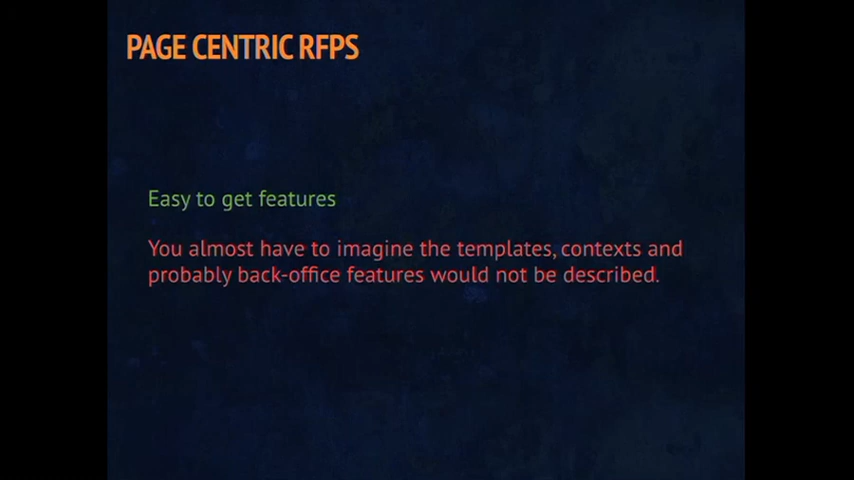 PAGE CENTRIC RFPS
Easy to get features
You almost have to imagine the templates, contexts and
probably back-office features would not be described.